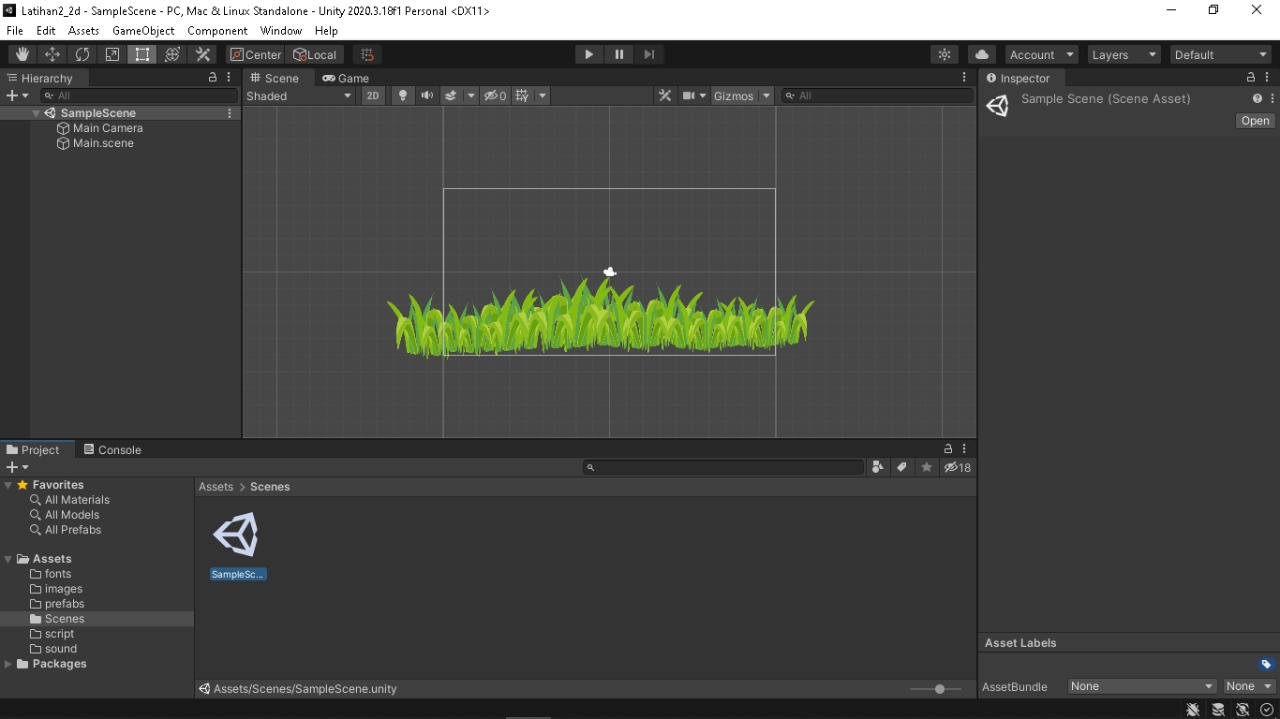 Latihan2_2d - SampleScene - PC, Mac & Linux Standalone - Unity 2020.3.18f1 Personal <DX11>
File Edit Assets GameObject Component Window Help
Center Local Account Layers Default
Hierarchy
All
SampleScene
Main Camera
Main.scene
Scene Game
Shaded 2D 0 Gizmos All
Inspector
Sample Scene (Scene Asset)
Open
Project Console
18
Favorites
All Materials
All Models
All Prefabs
Assets
fonts
images
prefabs
Scenes
script
sound
Packages
Assets > Scenes
SampleSc...
Assets/Scenes/SampleScene.unity
Asset Labels
AssetBundle None None